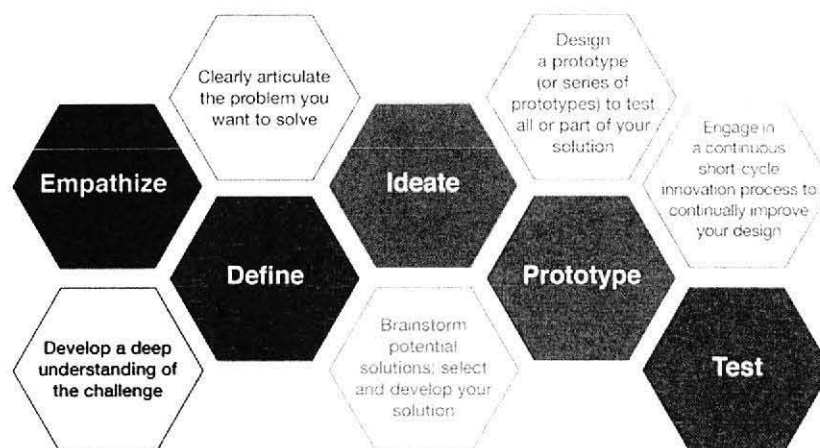 Empathize
Develop a deep
understanding of
the challenge
Clearly articulate
the problem you
want to solve
Define
Ideate
Brainstorm
potential
solutions; select
and develop your
solution
Design
a prototype
(or series of
prototypes) to test
all or part of your
solution
Prototype
Engage in
a continuous
short-cycle
innovation process to
continually improve
your design
Test